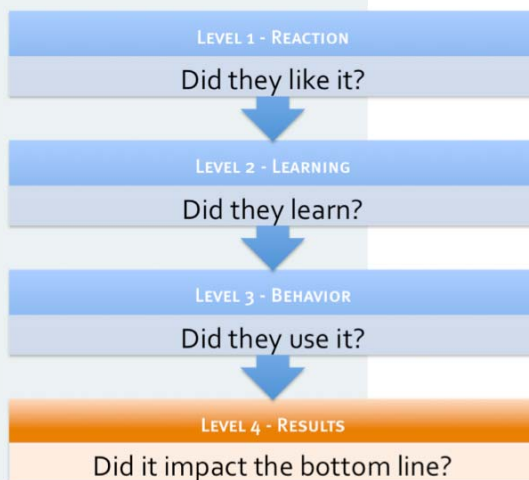 LEVEL 1 - REACTION
Did they like it?
LEVEL 2 - LEARNING
Did they learn?
LEVEL 3 - BEHAVIOR
Did they use it?
LEVEL 4 - RESULTS
Did it impact the bottom line?